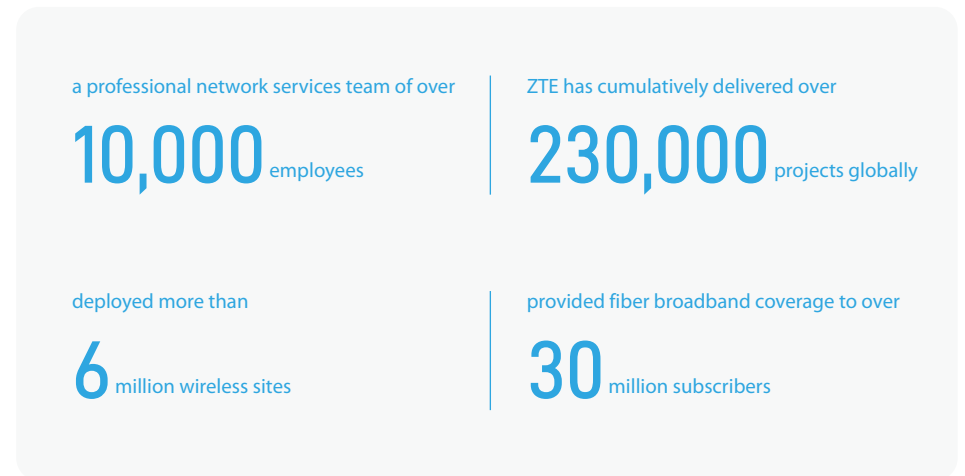 a professional network services team of over
10,000 employees
ZTE has cumulatively delivered over
230,000 projects globally
deployed more than
6 million wireless sites
provided fiber broadband coverage to over
30 million subscribers